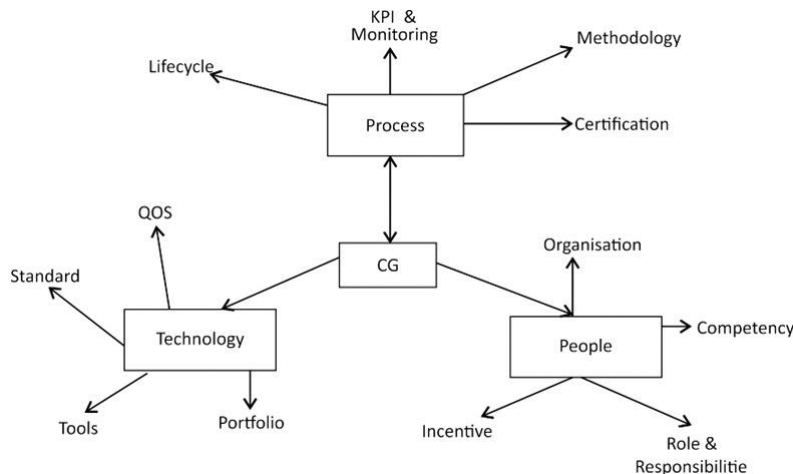 KPI &
Monitoring
Methodology
Lifecycle
Process
Certification
QOS
Organisation
CG
Standard
Technology
People
Competency
Tools
Portfolio
Incentive
Role &
Responsibilitie